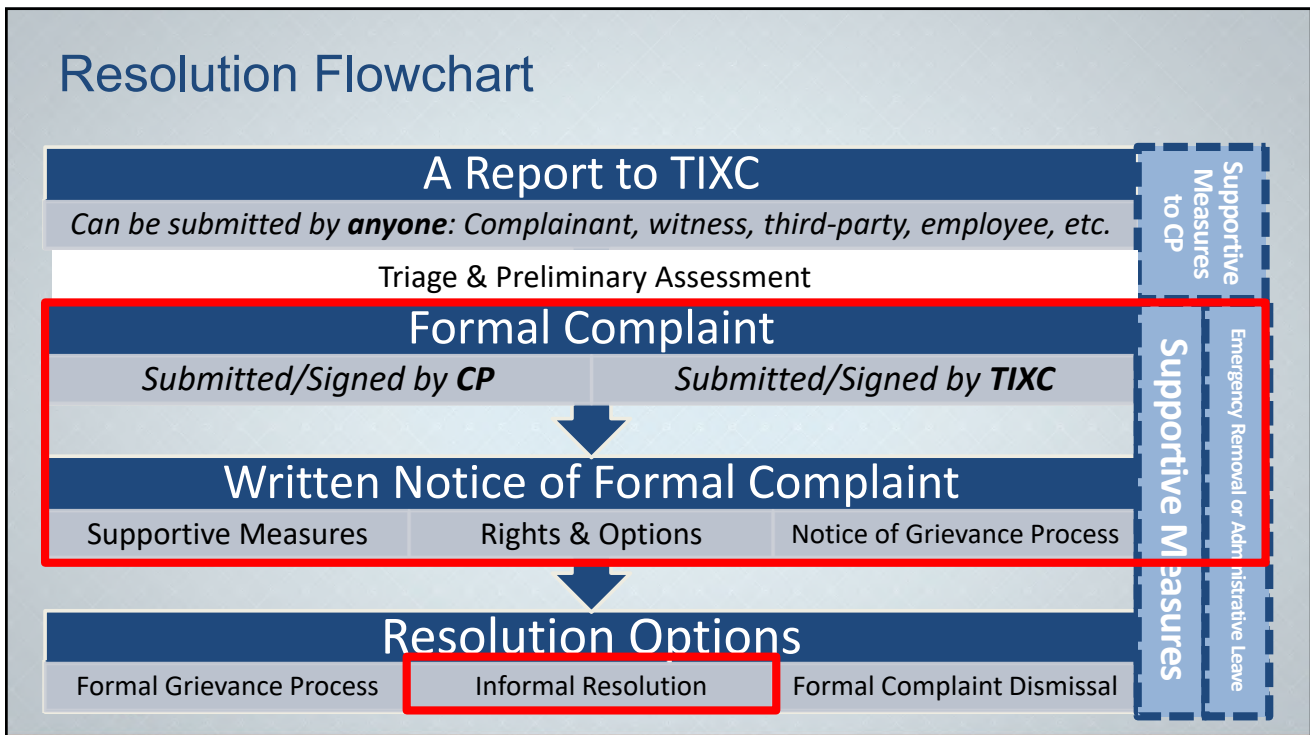 Resolution Flowchart
A Report to TIXC
Can be submitted by anyone: Complainant, witness, third-party, employee, etc.
Triage & Preliminary Assessment
Supportive
Measures
to CP
Formal Complaint
Submitted/Signed by CP
Submitted/Signed by TIXC
Written Notice of Formal Complaint
Supportive Measures
Rights & Options
Notice of Grievance Process
Resolution Options
Formal Grievance Process
Informal Resolution
Formal Complaint Dismissal
Supportive Measures
Emergency Removal or Administrative Leave